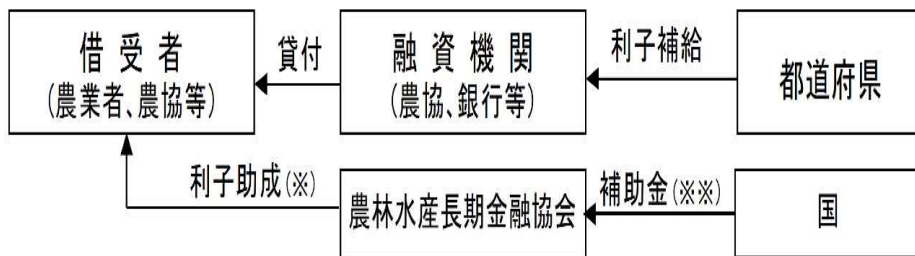 借受者
(農業者、農協等)
貸付
融資機関
(農協、銀行等)
利子補給
都道府県
利子助成(※)
農林水産長期金融協会
補助金(※※)
国